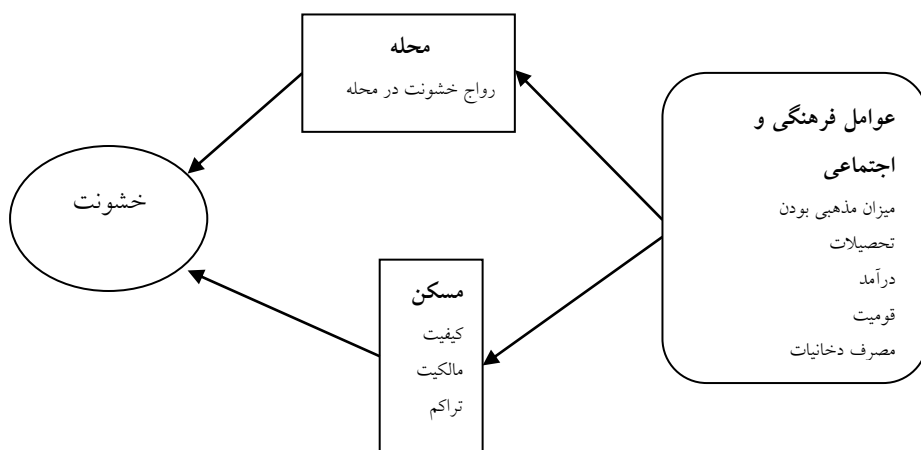 محله
رواج خشونت در محله
عوامل فرهنگی و
اجتماعی
میزان مذهبی بودن
تحصیلات
درآمد
قومیت
مصرف دخانیات
خشونت
مسکن
کیفیت
مالکیت
تراکم